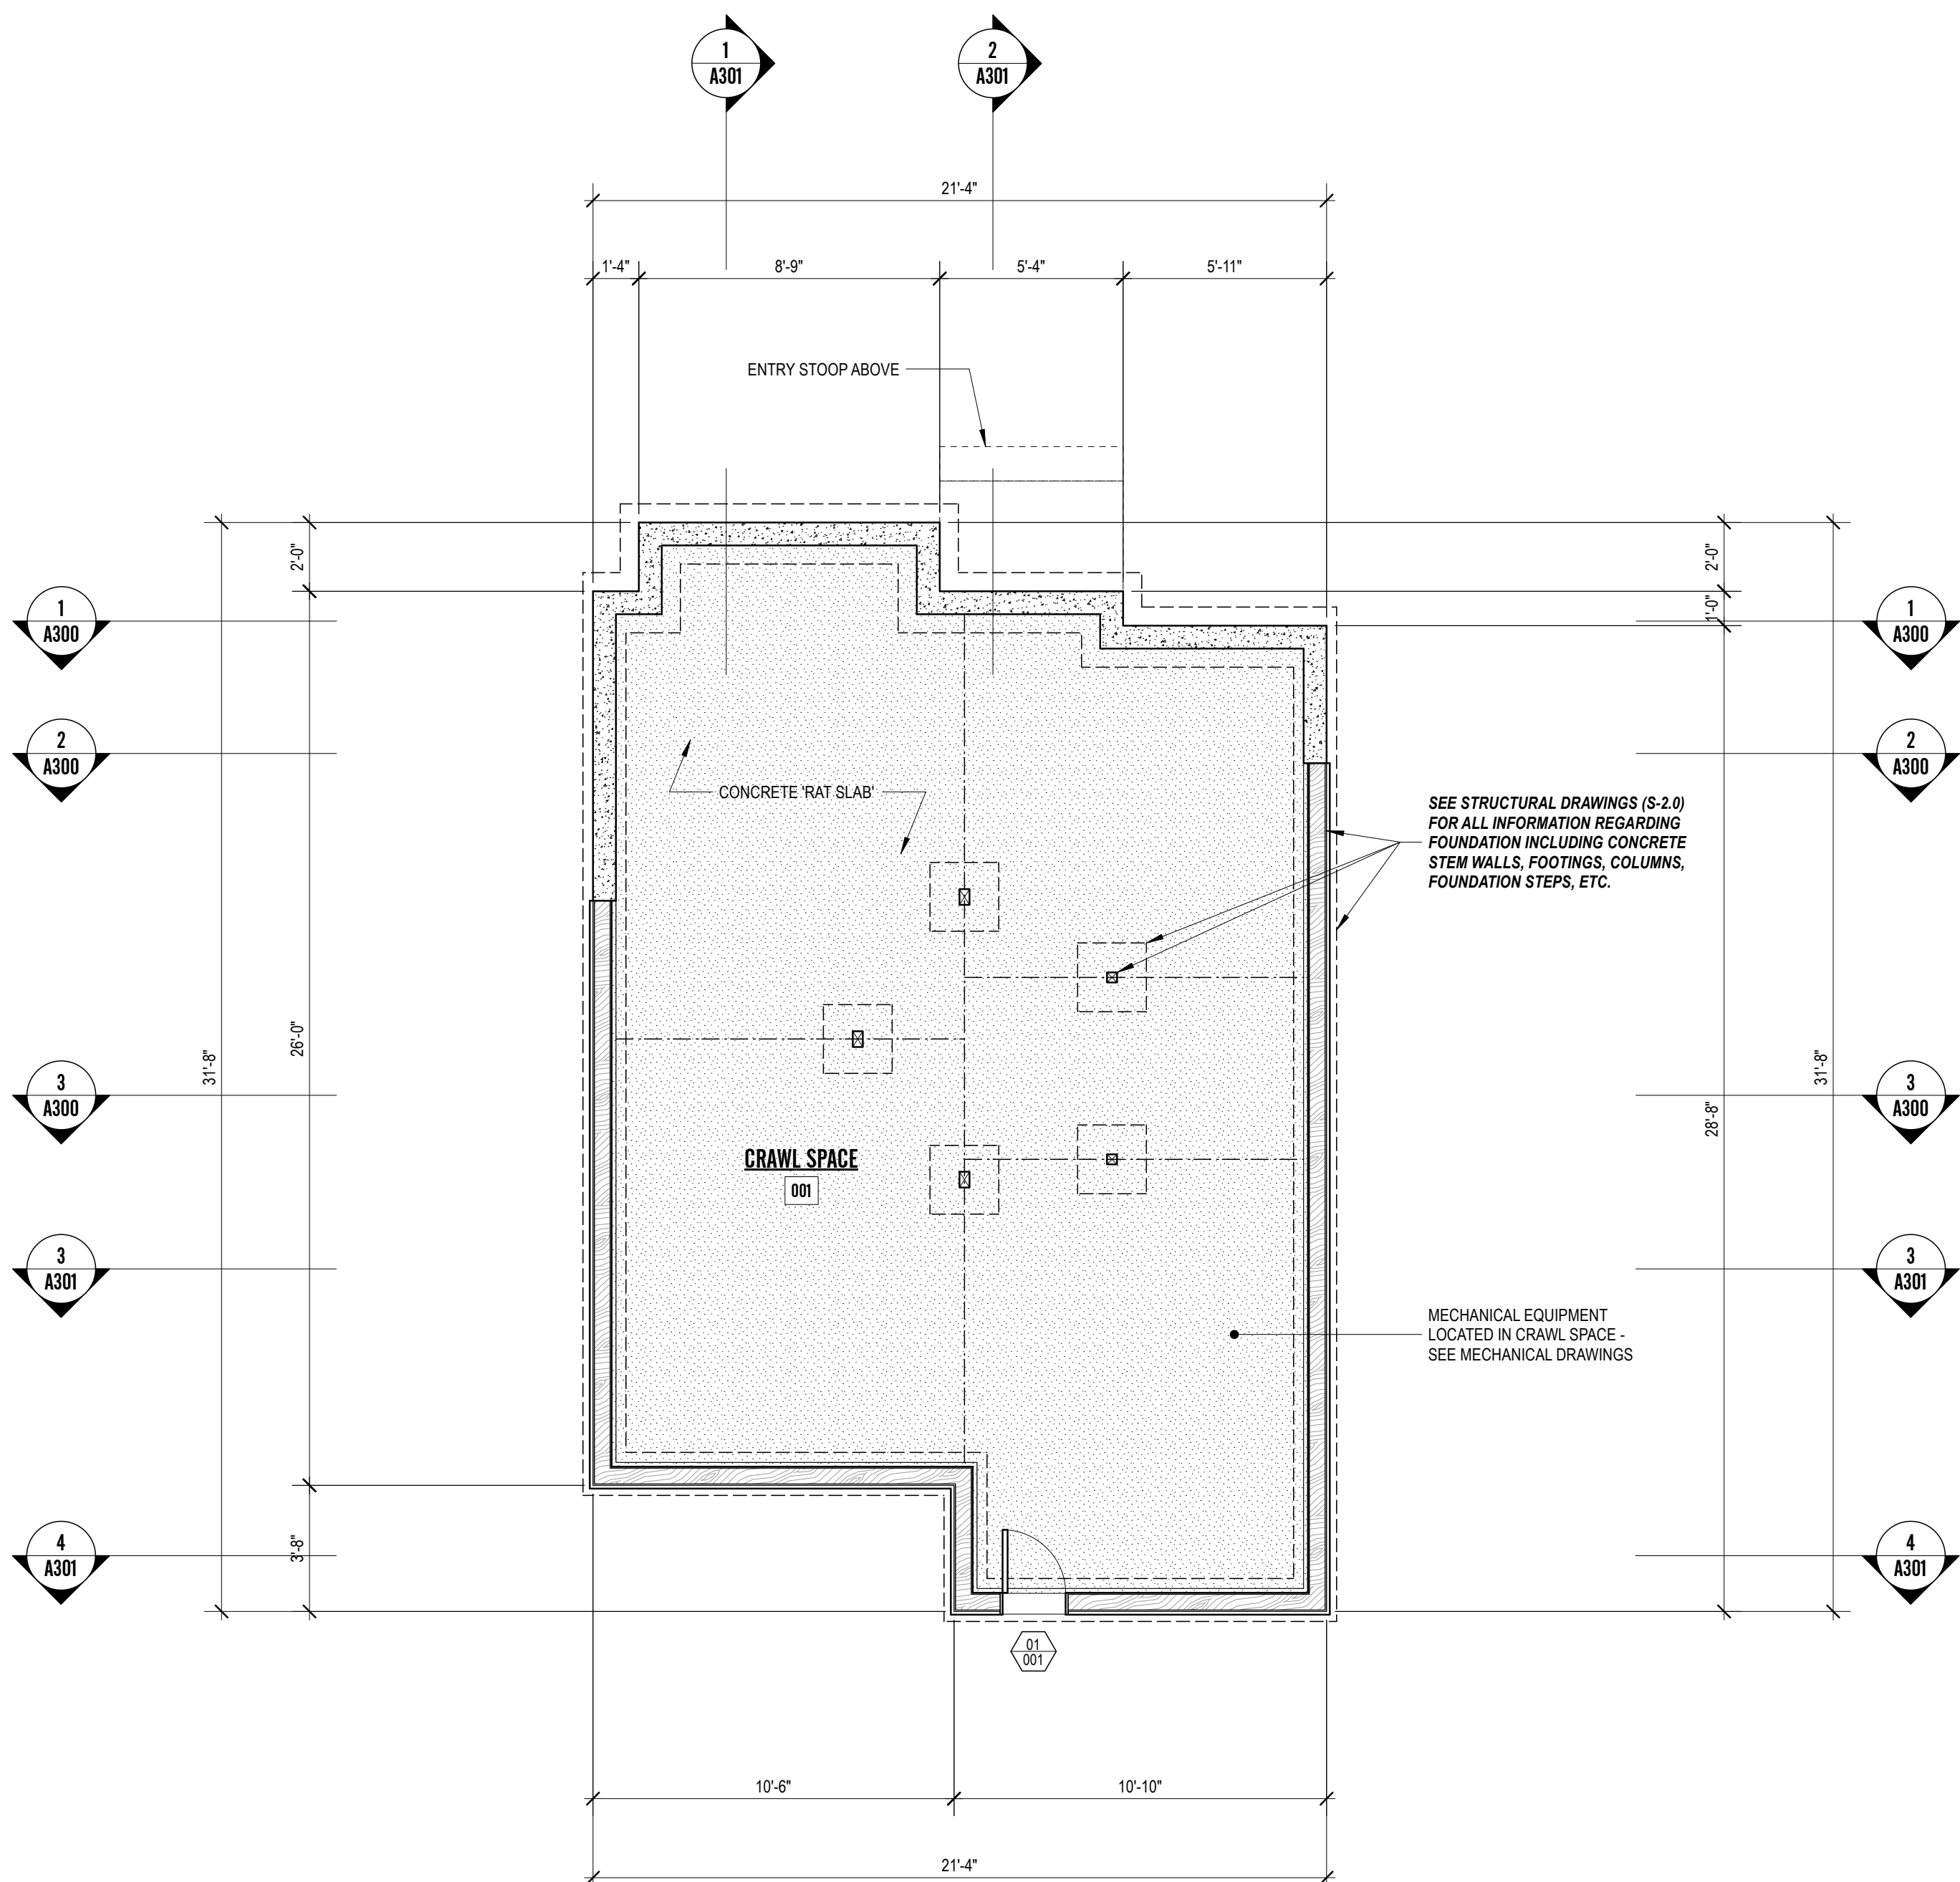 1
A301
2
A301
21'-4"
1'-4"
8'-9"
5'-4"
5'-11"
ENTRY STOOP ABOVE
2'-0"
2'-0"
1'-0"
1
A300
1
A300
2
A300
2
A300
CONCRETE 'RAT SLAB'
SEE STRUCTURAL DRAWINGS (S-2.0)
FOR ALL INFORMATION REGARDING
FOUNDATION INCLUDING CONCRETE
STEM WALLS, FOOTINGS, COLUMNS,
FOUNDATION STEPS, ETC.
31'-8"
26'-0"
28'-8"
31'-8"
3
A300
3
A300
CRAWL SPACE
001
3
A301
3
A301
MECHANICAL EQUIPMENT
LOCATED IN CRAWL SPACE -
SEE MECHANICAL DRAWINGS
3'-8"
4
A301
4
A301
01
001
10'-6"
10'-10"
21'-4"